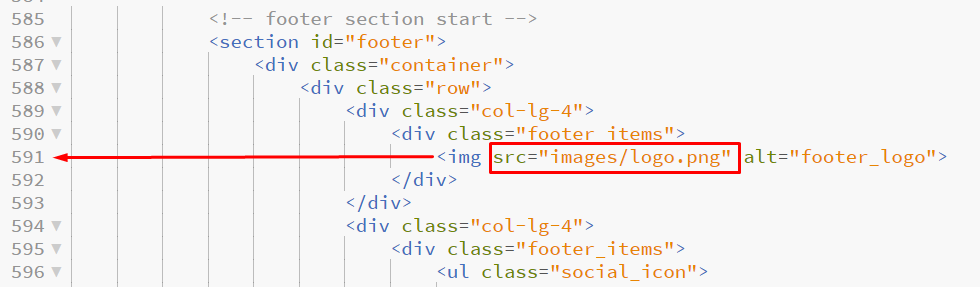 585 <!-- footer section start -->
586 <section id="footer">
587 <div class="container">
588 <div class="row">
589 <div class="col-lg-4">
590 <div class="footer_items">
591 <img src="images/logo.png" alt="footer_logo">
592 </div>
593 </div>
594 <div class="col-lg-4">
595 <div class="footer_items">
596 <ul class="social_icon">